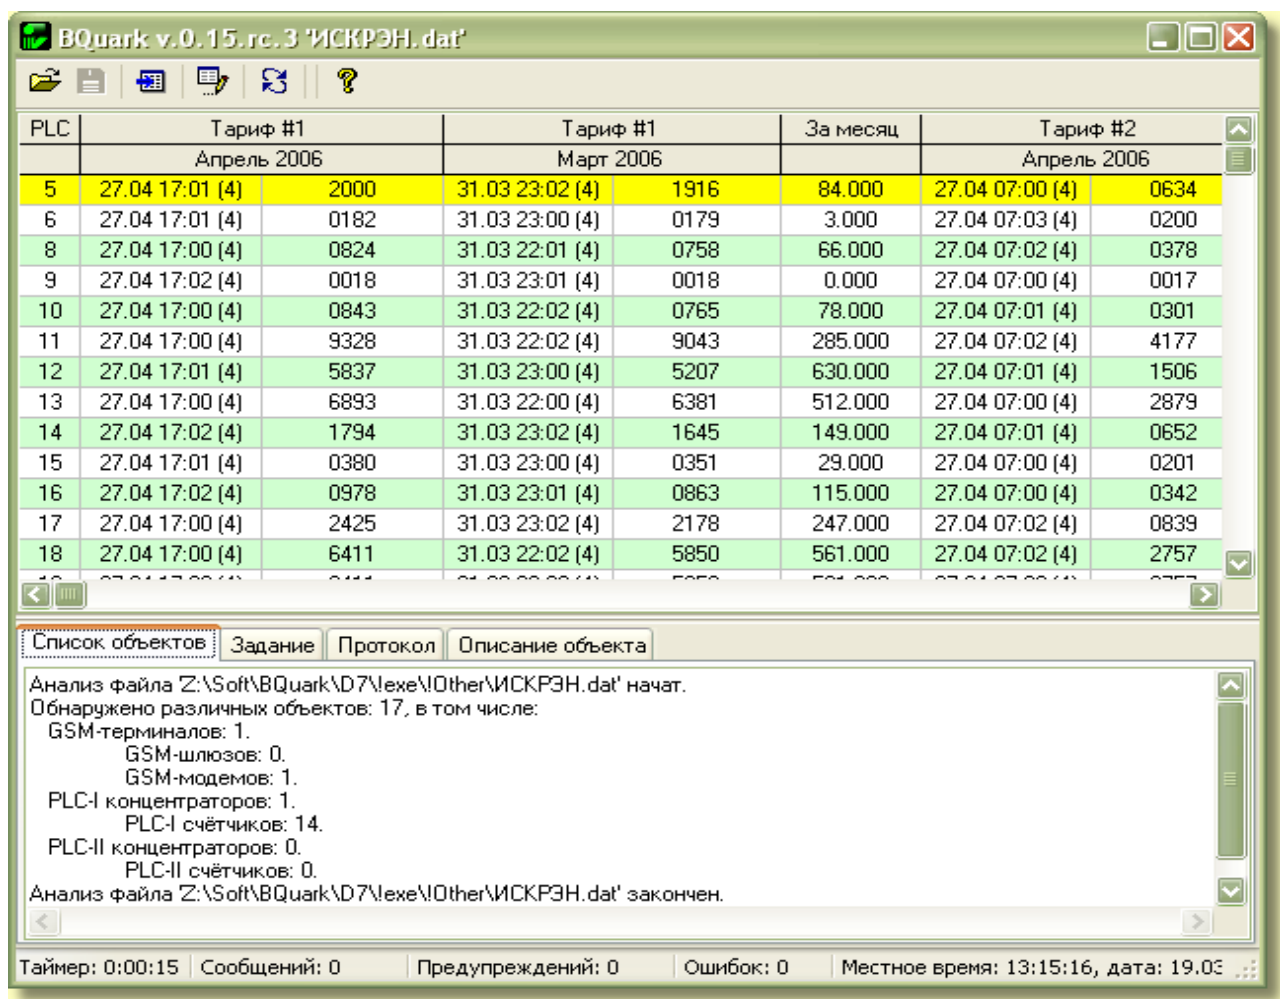 BQuark v.0.15.rc.3 'ИСКРЭН.dat'
PLC Тариф #1 Тариф #1 За месяц Тариф #2
Апрель 2006 Март 2006 Апрель 2006
5 27.04 17:01 (4) 2000 31.03 23:02 (4) 1916 84.000 27.04 07:00 (4) 0634
6 27.04 17:01 (4) 0182 31.03 23:00 (4) 0179 3.000 27.04 07:03 (4) 0200
8 27.04 17:00 (4) 0824 31.03 22:01 (4) 0758 66.000 27.04 07:02 (4) 0378
9 27.04 17:02 (4) 0018 31.03 23:01 (4) 0018 0.000 27.04 07:00 (4) 0017
10 27.04 17:00 (4) 0843 31.03 22:02 (4) 0765 78.000 27.04 07:01 (4) 0301
11 27.04 17:00 (4) 9328 31.03 22:02 (4) 9043 285.000 27.04 07:02 (4) 4177
12 27.04 17:01 (4) 5837 31.03 23:00 (4) 5207 630.000 27.04 07:01 (4) 1506
13 27.04 17:00 (4) 6893 31.03 22:00 (4) 6381 512.000 27.04 07:00 (4) 2879
14 27.04 17:02 (4) 1794 31.03 23:02 (4) 1645 149.000 27.04 07:01 (4) 0652
15 27.04 17:01 (4) 0380 31.03 23:00 (4) 0351 29.000 27.04 07:00 (4) 0201
16 27.04 17:02 (4) 0978 31.03 23:01 (4) 0863 115.000 27.04 07:00 (4) 0342
17 27.04 17:00 (4) 2425 31.03 23:02 (4) 2178 247.000 27.04 07:02 (4) 0839
18 27.04 17:00 (4) 6411 31.03 22:02 (4) 5850 561.000 27.04 07:02 (4) 2757
Список объектов Задание Протокол Описание объекта
Анализ файла 'Z:\Soft\BQuark\D7\!exe\!Other\ИСКРЭН.dat' начат.
Обнаружено различных объектов: 17, в том числе:
GSM-терминалов: 1.
GSM-шлюзов: 0.
GSM-модемов: 1.
PLC-I концентраторов: 1.
PLC-I счётчиков: 14.
PLC-II концентраторов: 0.
PLC-II счётчиков: 0.
Анализ файла 'Z:\Soft\BQuark\D7\!exe\!Other\ИСКРЭН.dat' закончен.
Таймер: 0:00:15 Сообщений: 0 Предупреждений: 0 Ошибок: 0 Местное время: 13:15:16, дата: 19.03